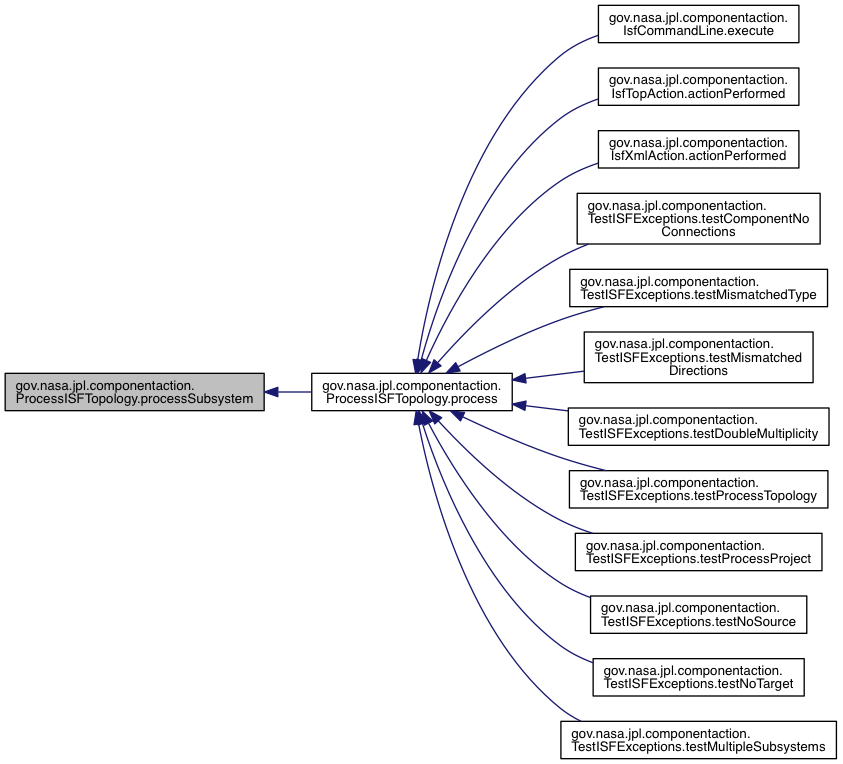 gov.nasa.jpl.componentaction.
IsfCommandLine.execute
gov.nasa.jpl.componentaction.
IsfTopAction.actionPerformed
gov.nasa.jpl.componentaction.
IsfXmlAction.actionPerformed
gov.nasa.jpl.componentaction.
TestISFExceptions.testComponentNo
Connections
gov.nasa.jpl.componentaction.
TestISFExceptions.testMismatchedType
gov.nasa.jpl.componentaction.
TestISFExceptions.testMismatched
Directions
gov.nasa.jpl.componentaction.
ProcessISFTopology.processSubsystem
gov.nasa.jpl.componentaction.
ProcessISFTopology.process
gov.nasa.jpl.componentaction.
TestISFExceptions.testDoubleMultiplicity
gov.nasa.jpl.componentaction.
TestISFExceptions.testProcessTopology
gov.nasa.jpl.componentaction.
TestISFExceptions.testProcessProject
gov.nasa.jpl.componentaction.
TestISFExceptions.testNoSource
gov.nasa.jpl.componentaction.
TestISFExceptions.testNoTarget
gov.nasa.jpl.componentaction.
TestISFExceptions.testMultipleSubsystems